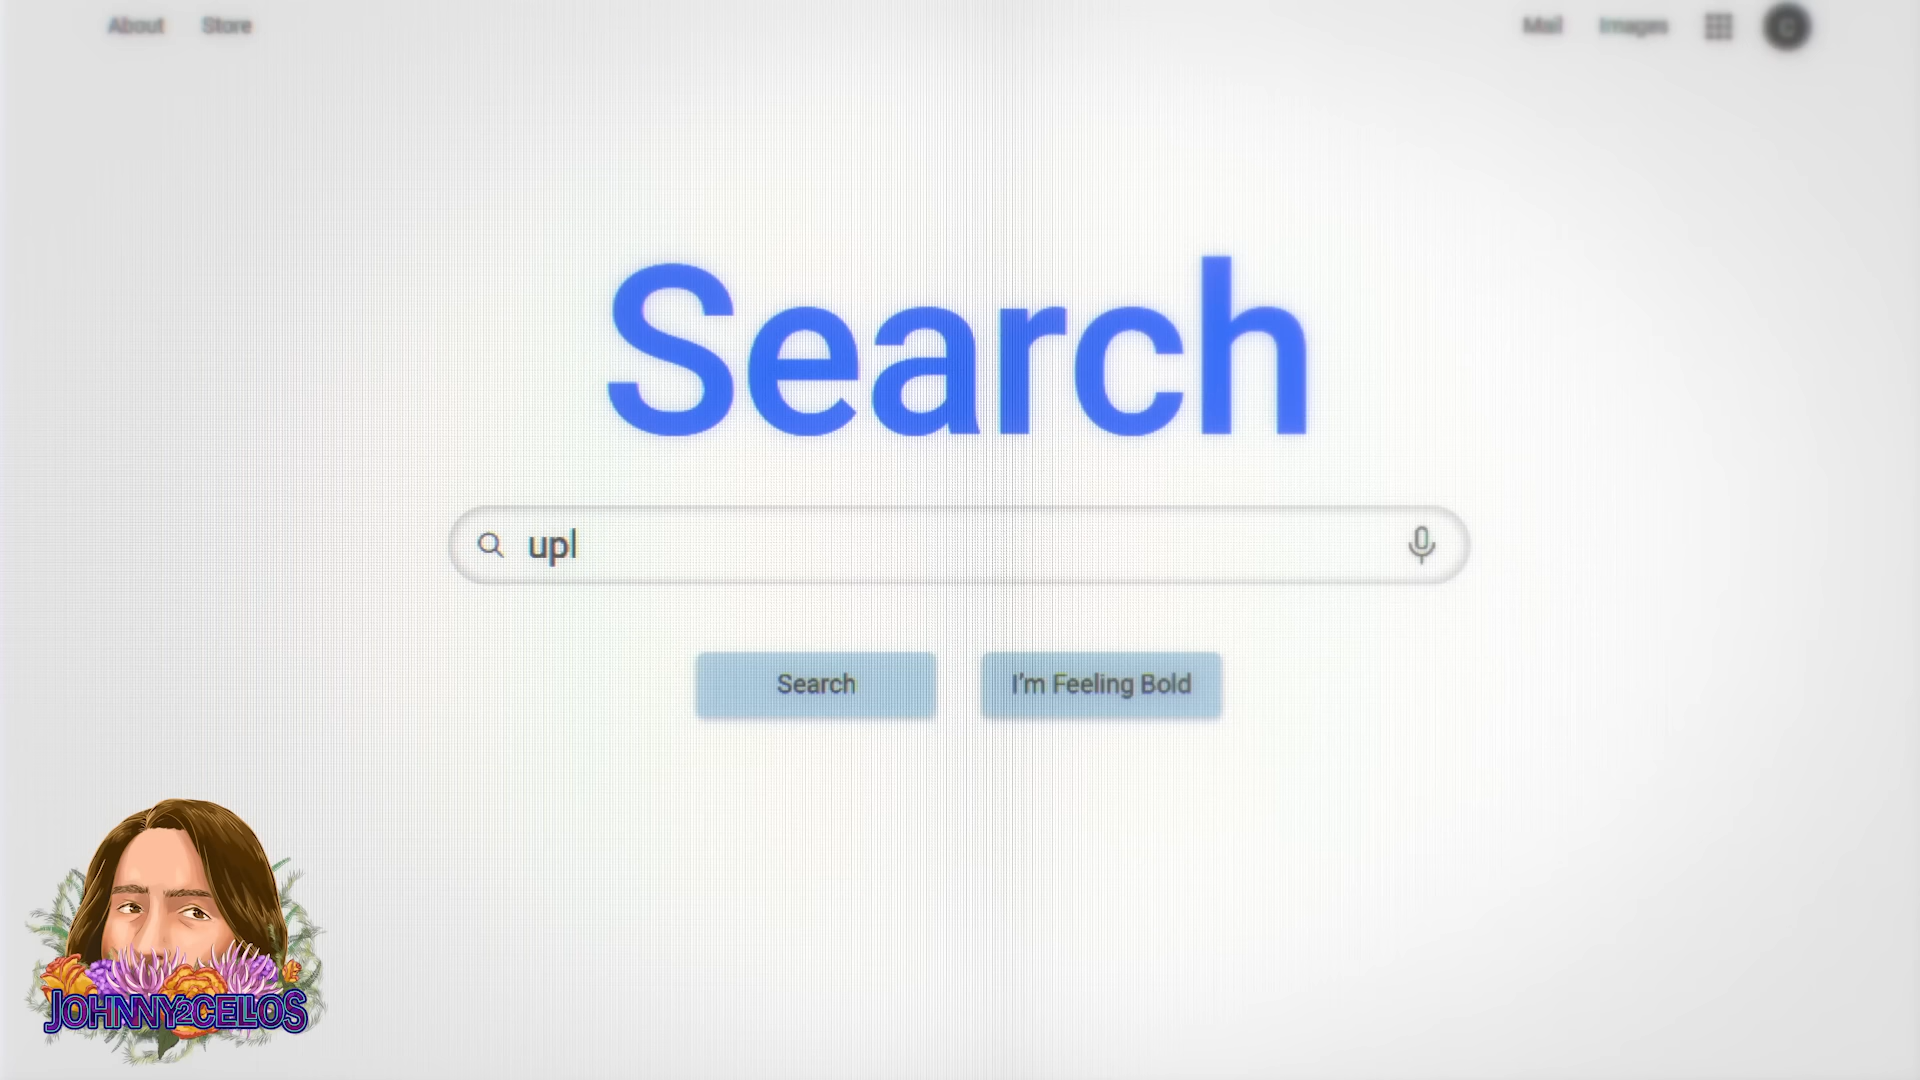 About Store Mail Images
Search
upl
Search I'm Feeling Bold
JOHNNY2CELLOS